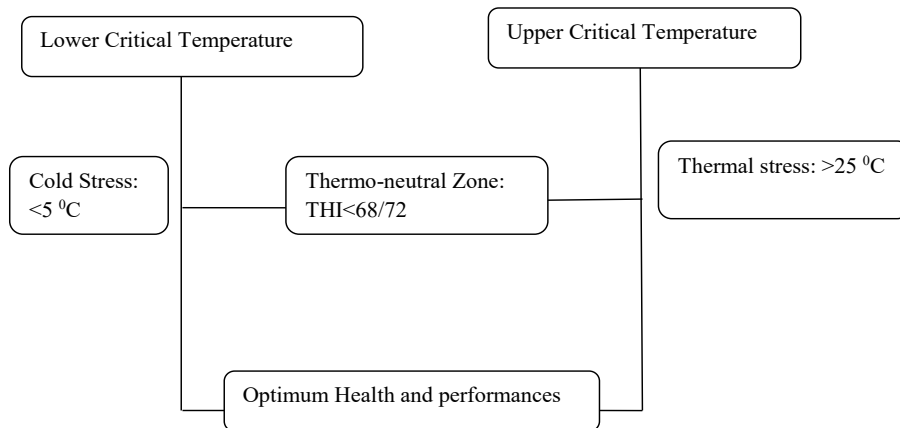 Lower Critical Temperature
Upper Critical Temperature
Cold Stress:
<5 ⁰C
Thermo-neutral Zone:
THI<68/72
Thermal stress: >25 ⁰C
Optimum Health and performances